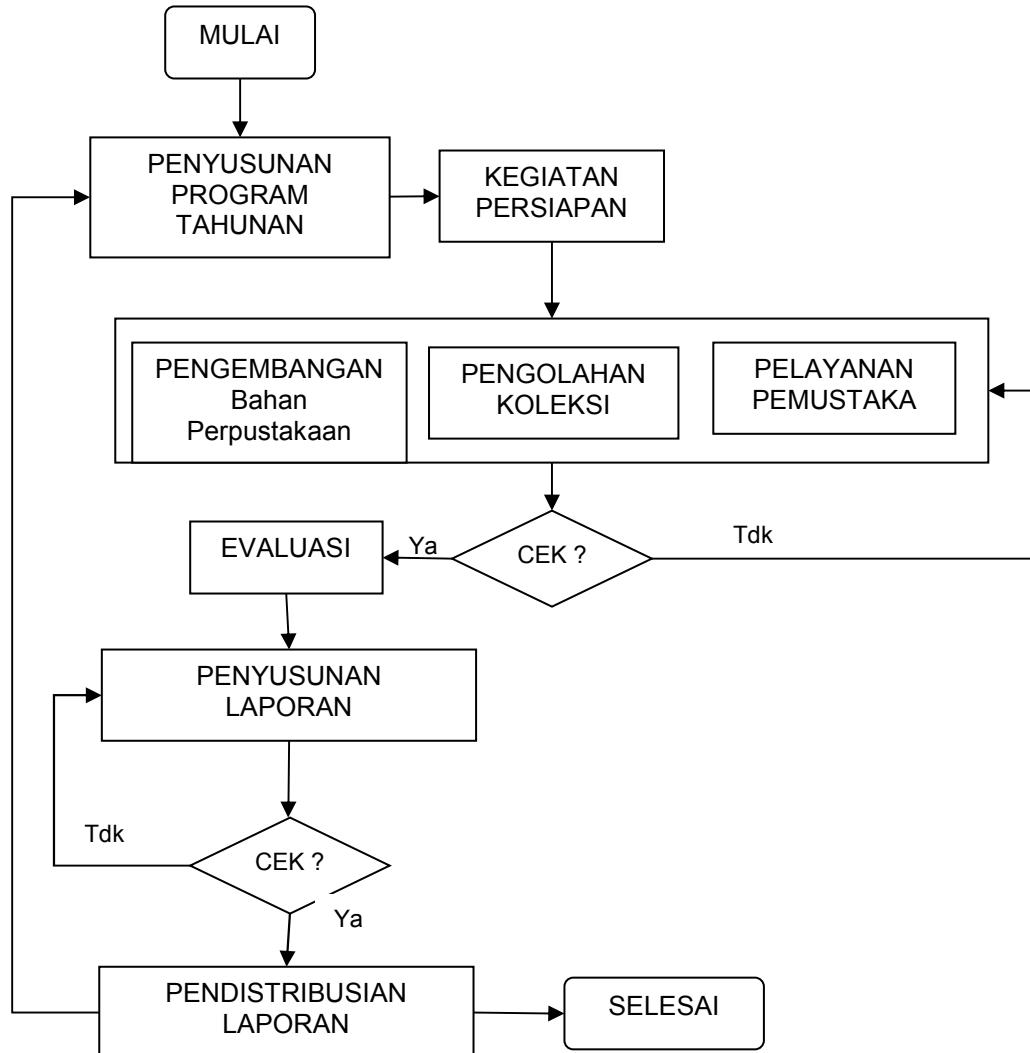 MULAI
PENYUSUNAN
PROGRAM
TAHUNAN
KEGIATAN
PERSIAPAN
PENGEMBANGAN
Bahan
Perpustakaan
PENGOLAHAN
KOLEKSI
PELAYANAN
PEMUSTAKA
EVALUASI
Ya
CEK ?
Tdk
PENYUSUNAN
LAPORAN
Tdk
CEK ?
Ya
PENDISTRIBUSIAN
LAPORAN
SELESAI